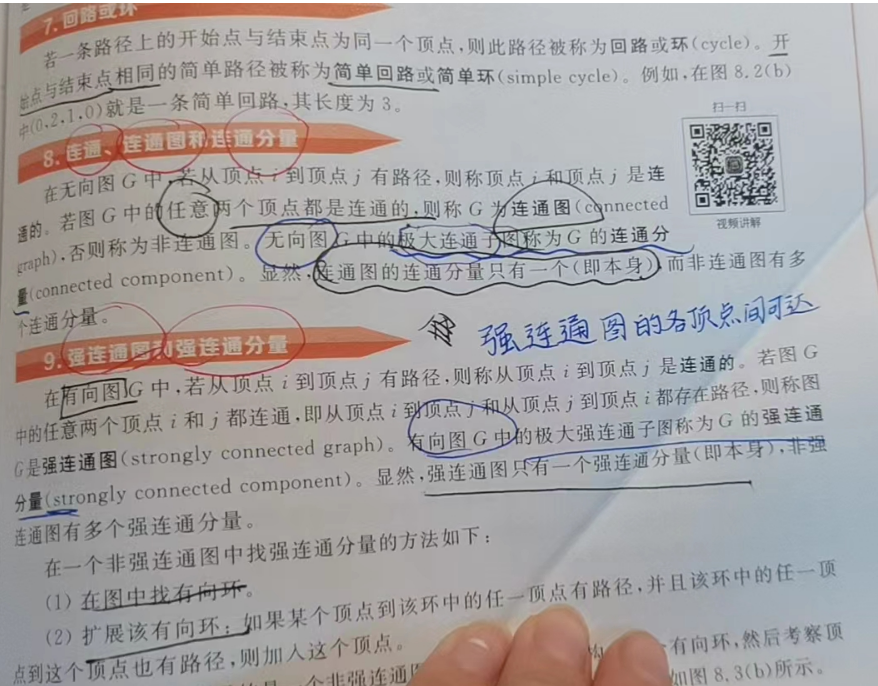 7. 回路或环
若一条路径上的开始点与结束点为同一个顶点,则此路径被称为回路或环(cycle)。开
始点与结束点相同的简单路径被称为简单回路或简单环(simple cycle)。例如,在图 8.2(b)
中(0,2,1,0)就是一条简单回路,其长度为 3。
扫一扫
8. 连通、连通图和连通分量
在无向图 G 中,若从顶点 i 到顶点 j 有路径,则称顶点 i 和顶点 j 是连
通的。若图 G 中的任意两个顶点都是连通的,则称 G 为连通图(connected
视频讲解
graph),否则称为非连通图。无向图 G 中的极大连通子图称为 G 的连通分
量(connected component)。显然,连通图的连通分量只有一个(即本身),而非连通图有多
个连通分量。
强连通图的各顶点间可达
9. 强连通图和强连通分量
在有向图 G 中,若从顶点 i 到顶点 j 有路径,则称从顶点 i 到顶点 j 是连通的。若图 G
中的任意两个顶点 i 和 j 都连通,即从顶点 i 到顶点 j 和从顶点 j 到顶点 i 都存在路径,则称图
G 是强连通图(strongly connected graph)。有向图 G 中的极大强连通子图称为 G 的强连通
分量(strongly connected component)。显然,强连通图只有一个强连通分量(即本身),非强
连通图有多个强连通分量。
在一个非强连通图中找强连通分量的方法如下:
(1) 在图中找有向环。
(2) 扩展该有向环:如果某个顶点到该环中的任一顶点有路径,并且该环中的任一顶
点到这个顶点也有路径,则加入这个顶点。
个非强连通图 有向环,然后考察顶
如图 8.3(b)所示。